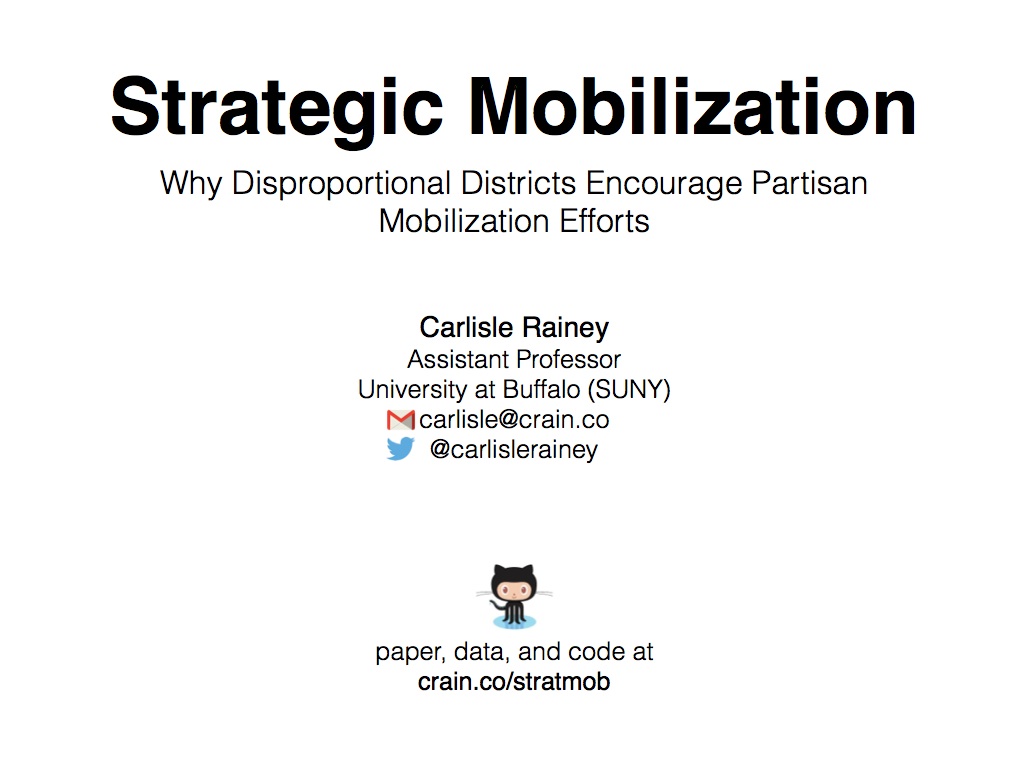 Strategic Mobilization
Why Disproportional Districts Encourage Partisan
Mobilization Efforts
Carlisle Rainey
Assistant Professor
University at Buffalo (SUNY)
carlisle@crain.co
@carlislerainey
paper, data, and code at
crain.co/stratmob